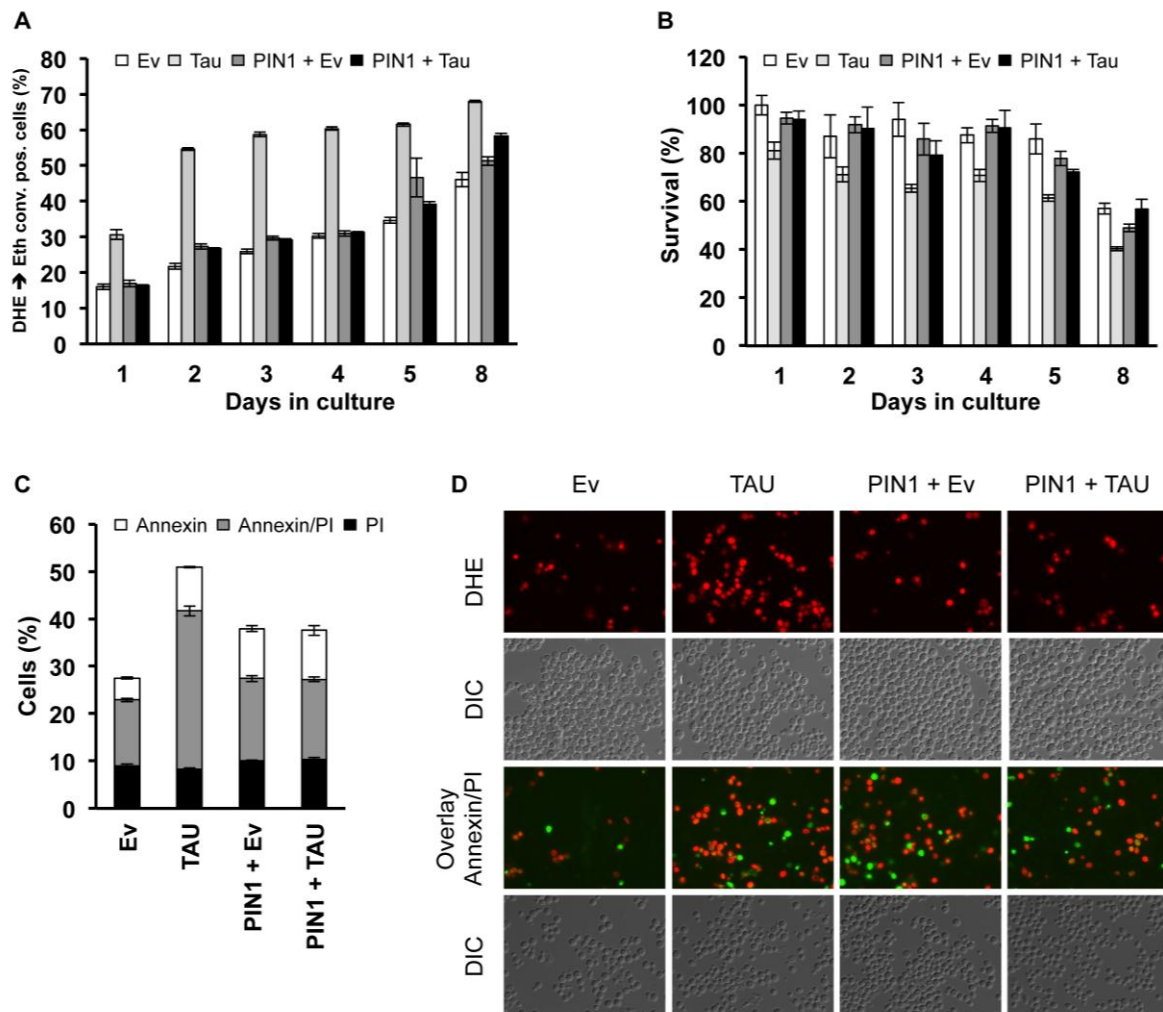 A
80
70
60
50
40
30
20
10
0
DHE ➔ Eth conv. pos. cells (%)
Ev Tau PIN1 + Ev PIN1 + Tau
1 2 3 4 5 8
Days in culture
B
120
100
80
60
40
20
0
Survival (%)
Ev Tau PIN1 + Ev PIN1 + Tau
1 2 3 4 5 8
Days in culture
C
60
50
40
30
20
10
0
Cells (%)
Annexin Annexin/PI PI
Ev
TAU
PIN1 + Ev
PIN1 + TAU
D
Ev TAU PIN1 + Ev PIN1 + TAU
DHE
DIC
Overlay
Annexin/PI
DIC